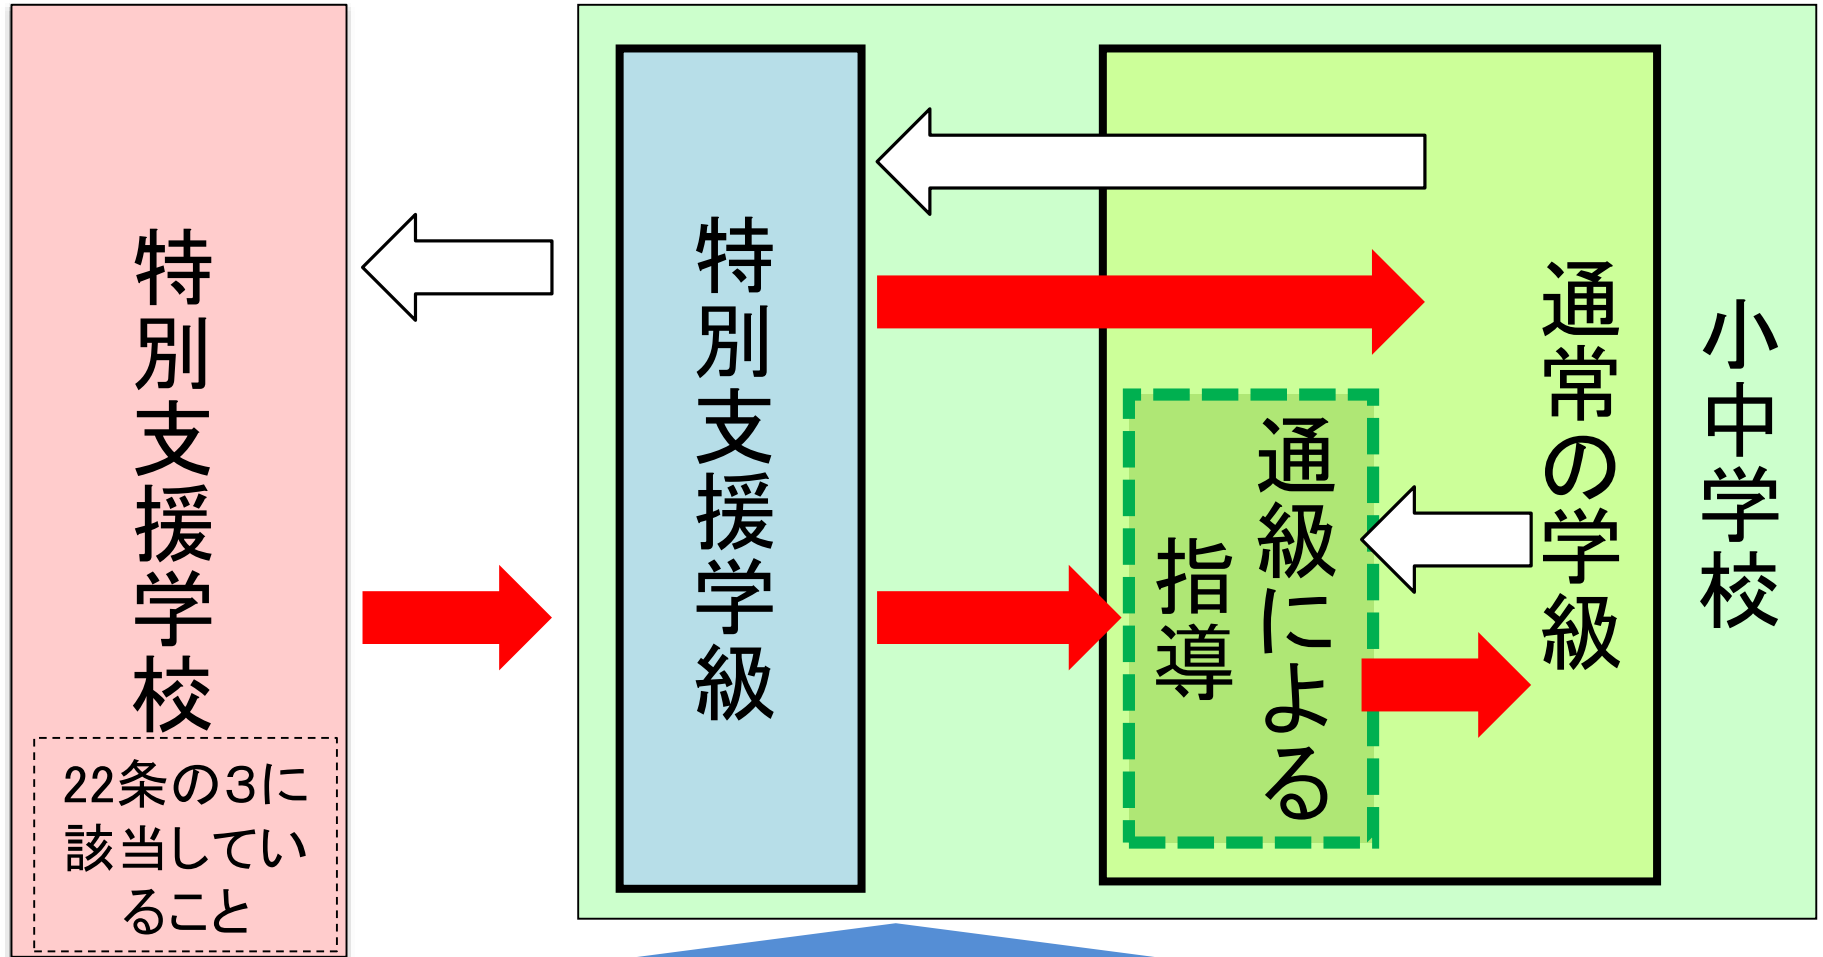 特別支援学校
22条の３に
該当してい
ること
特別支援学級
通級による
指導
通常の学級
小中学校